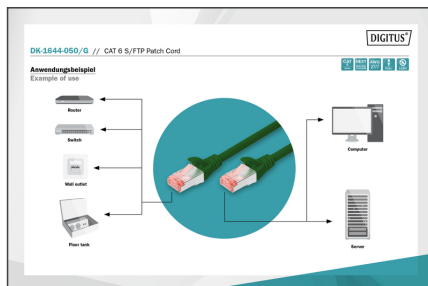 DIGITUS®
DK-1644-050/G // CAT 6 S/FTP Patch Cord
Anwendungsbeispiel
Example of use
Router
Switch
Wall outlet
Floor tank
Computer
Server